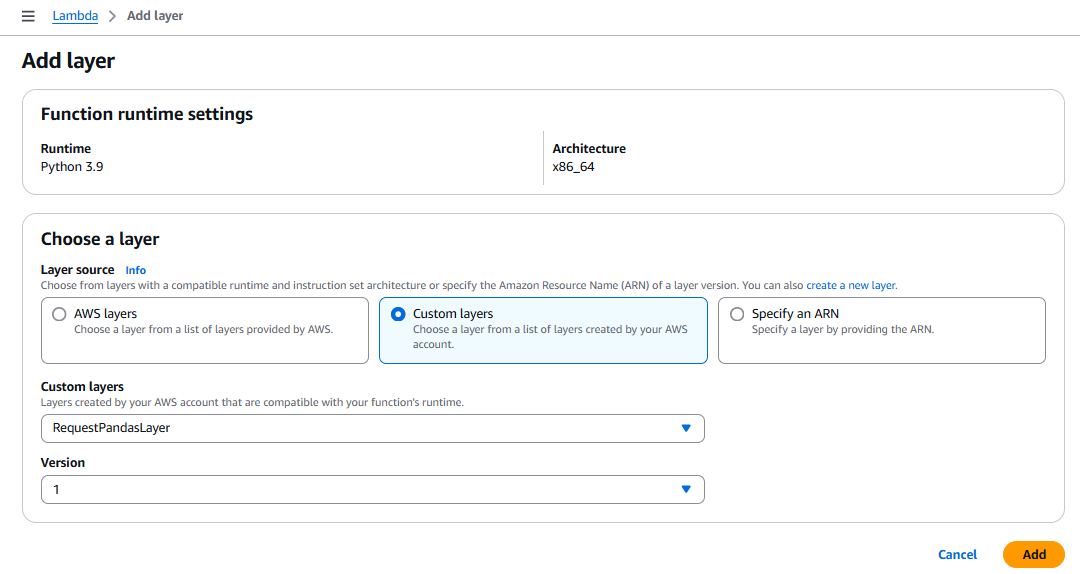 Lambda > Add layer
Add layer
Function runtime settings
Runtime
Python 3.9
Architecture
x86_64
Choose a layer
Layer source Info
Choose from layers with a compatible runtime and instruction set architecture or specify the Amazon Resource Name (ARN) of a layer version. You can also create a new layer.
AWS layers
Choose a layer from a list of layers provided by AWS.
Custom layers
Choose a layer from a list of layers created by your AWS
account.
Specify an ARN
Specify a layer by providing the ARN.
Custom layers
Layers created by your AWS account that are compatible with your function's runtime.
RequestPandasLayer
Version
1
Cancel
Add